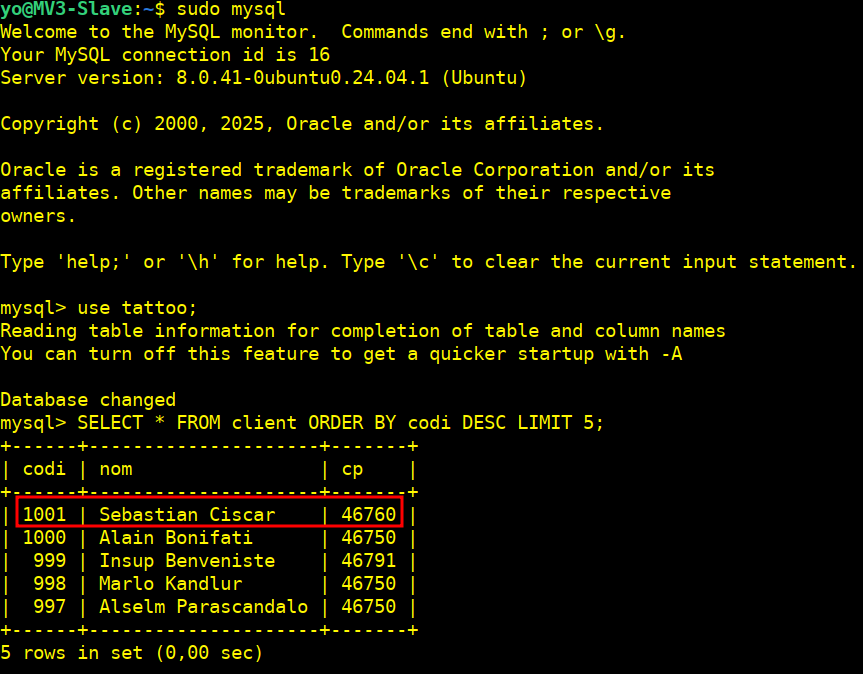 yo@MV3-Slave:~$ sudo mysql
Welcome to the MySQL monitor.  Commands end with ; or \g.
Your MySQL connection id is 16
Server version: 8.0.41-0ubuntu0.24.04.1 (Ubuntu)

Copyright (c) 2000, 2025, Oracle and/or its affiliates.

Oracle is a registered trademark of Oracle Corporation and/or its
affiliates. Other names may be trademarks of their respective
owners.

Type 'help;' or '\h' for help. Type '\c' to clear the current input statement.

mysql> use tattoo;
Reading table information for completion of table and column names
You can turn off this feature to get a quicker startup with -A

Database changed
mysql> SELECT * FROM client ORDER BY codi DESC LIMIT 5;
+------+---------------------+-------+
| codi | nom                 | cp    |
+------+---------------------+-------+
| 1001 | Sebastian Ciscar    | 46760 |
| 1000 | Alain Bonifati      | 46750 |
|  999 | Insup Benveniste    | 46791 |
|  998 | Marlo Kandlur       | 46750 |
|  997 | Alselm Parascandalo | 46750 |
+------+---------------------+-------+
5 rows in set (0,00 sec)